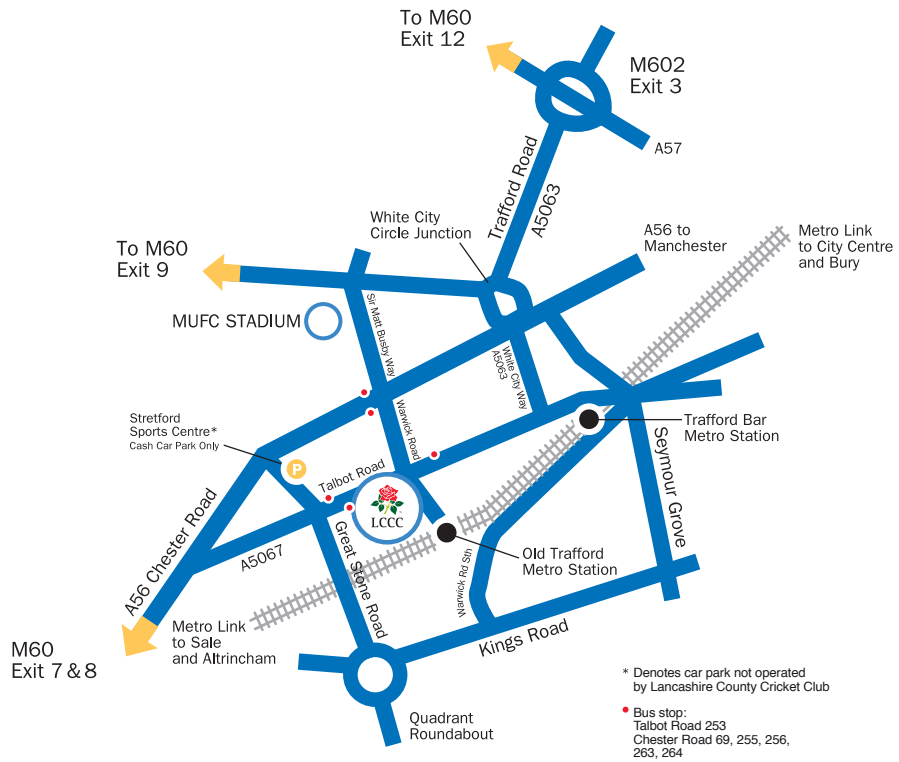 To M60
Exit 12
M602
Exit 3
A57
Trafford Road
A5063
White City
Circle Junction
A56 to
Manchester
Metro Link
to City Centre
and Bury
To M60
Exit 9
MUFC STADIUM
Sir Matt Busby Way
White City Way
A5063
Stretford
Sports Centre*
Cash Car Park Only
P
Warwick Road
Trafford Bar
Metro Station
Talbot Road
LCCC
Seymour Grove
A56 Chester Road
A5067
Great Stone Road
Old Trafford
Metro Station
Warwick Rd Sth
Metro Link
to Sale
and Altrincham
Kings Road
M60
Exit 7 & 8
Quadrant
Roundabout
* Denotes car park not operated
by Lancashire County Cricket Club
Bus stop:
Talbot Road 253
Chester Road 69, 255, 256,
263, 264